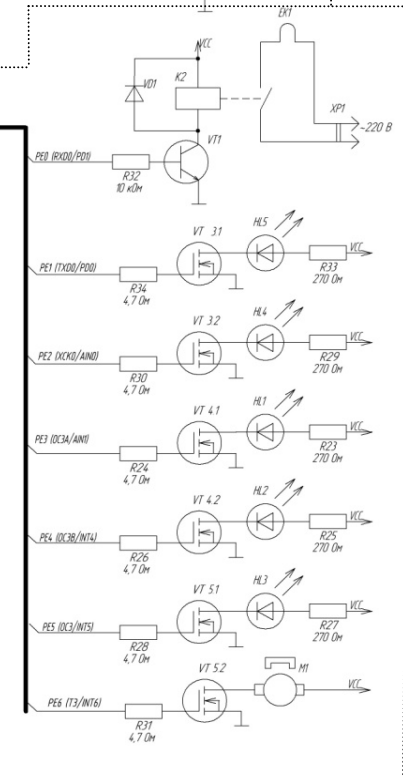 EK1
VCC
VD1
K2
XP1
~220 В
VT1
PE0 (RXD0/PD1)
R32
10 кОм
VT 3.1
HL5
VCC
PE1 (TXD0/PD0)
R34
4,7 Ом
R33
270 Ом
VT 3.2
HL4
VCC
PE2 (XCK0/AIN0)
R30
4,7 Ом
R29
270 Ом
VT 4.1
HL1
VCC
PE3 (OC3A/AIN1)
R24
4,7 Ом
R23
270 Ом
VT 4.2
HL2
VCC
PE4 (OC3B/INT4)
R26
4,7 Ом
R25
270 Ом
VT 5.1
HL3
VCC
PE5 (OC3/INT5)
R28
4,7 Ом
R27
270 Ом
VT 5.2
M1
VCC
PE6 (T3/INT6)
R31
4,7 Ом